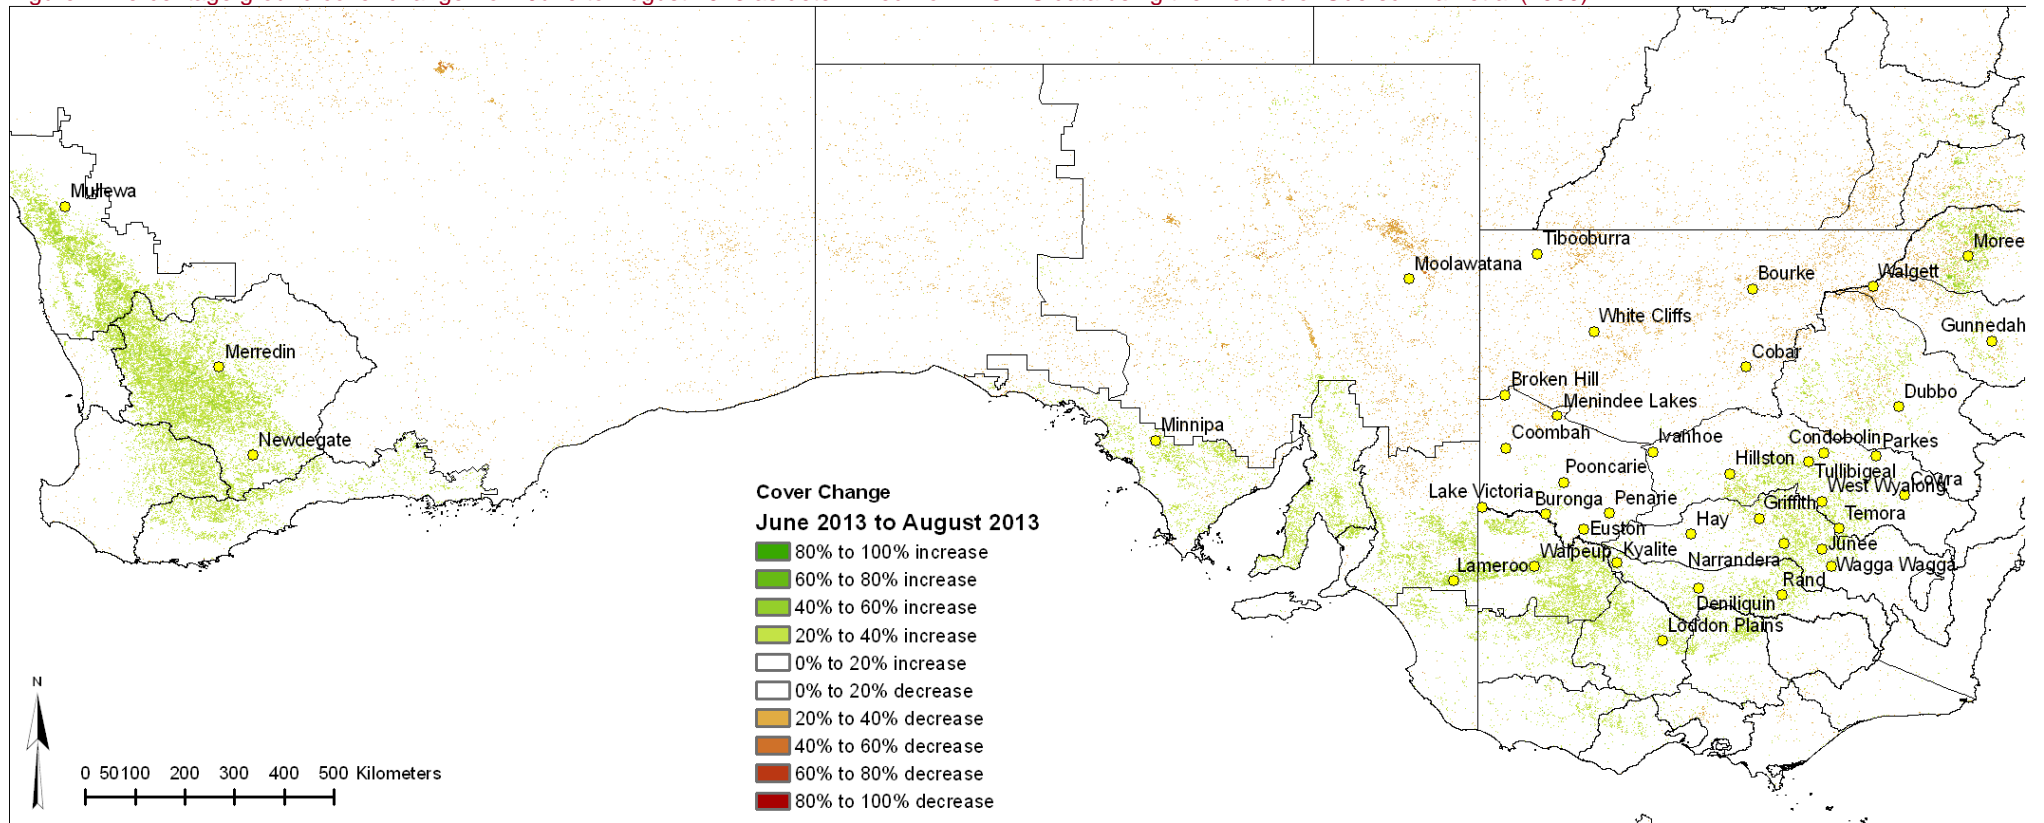 Mullewa
Merredin
Newdegate
Minnipa
Moolawatana
Tibooburra
White Cliffs
Bourke
Walgett
Moree
Gunnedah
Cobar
Dubbo
Broken Hill
Menindee Lakes
Coombah
Ivanhoe
Condobolin
Parkes
Hillston
Tullibigeal
Pooncarie
West Wyalong
Cowra
Lake Victoria
Buronga
Penarie
Griffith
Temora
Hay
Euston
Junee
Walpeup
Kyalite
Narrandera
Wagga Wagga
Lameroo
Rand
Deniliquin
Loddon Plains
Cover Change
June 2013 to August 2013
80% to 100% increase
60% to 80% increase
40% to 60% increase
20% to 40% increase
0% to 20% increase
0% to 20% decrease
20% to 40% decrease
40% to 60% decrease
60% to 80% decrease
80% to 100% decrease
N
0 50 100 200 300 400 500 Kilometers